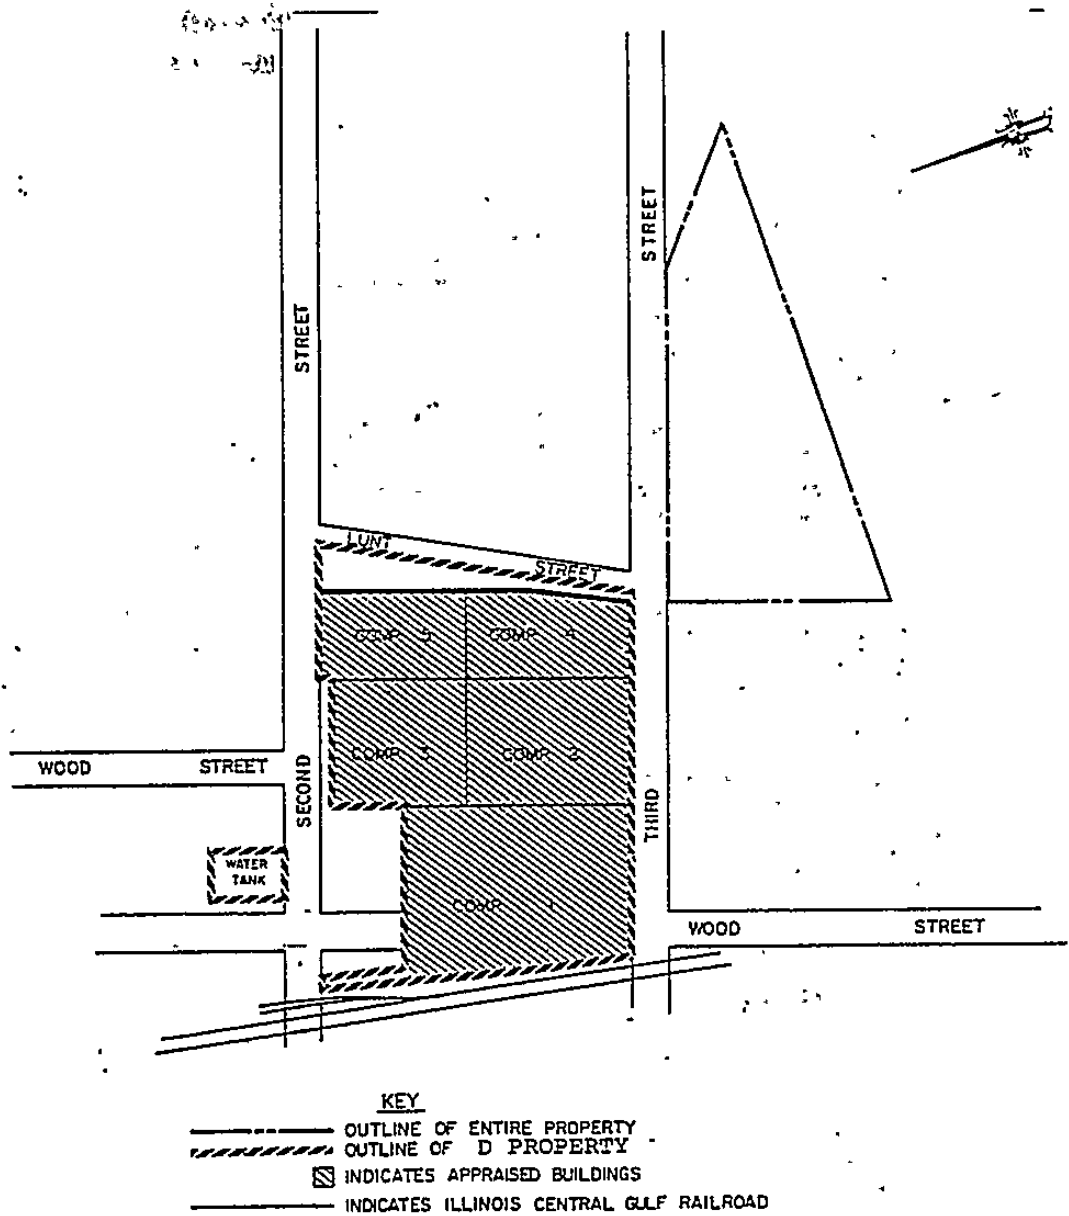 STREET
STREET
LUNT
STREET
COMP 5
COMP 4
COMP 3
COMP 2
WOOD
STREET
SECOND
THIRD
WATER
TANK
COMP 1
WOOD
STREET
KEY
OUTLINE OF ENTIRE PROPERTY
OUTLINE OF D PROPERTY
INDICATES APPRAISED BUILDINGS
INDICATES ILLINOIS CENTRAL GULF RAILROAD